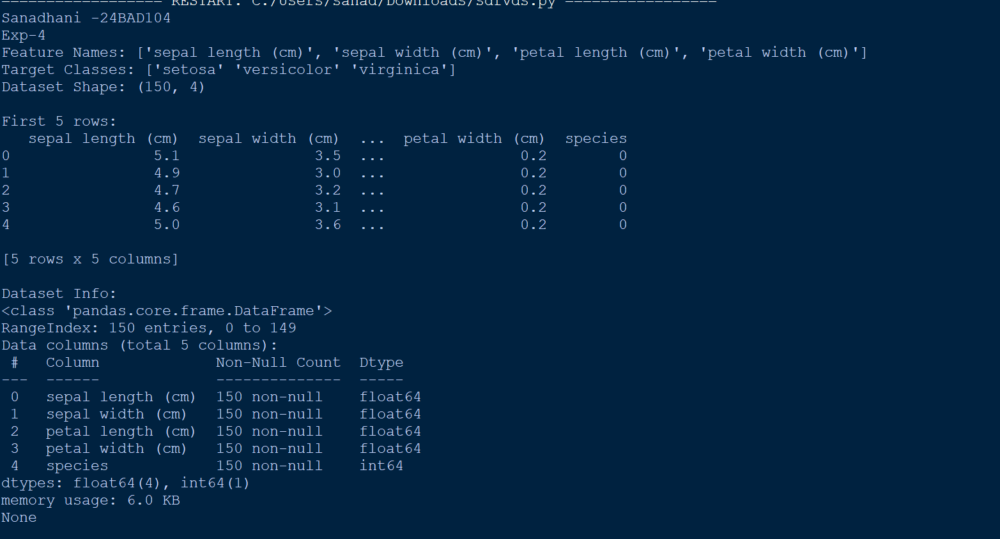 ================== RESTART: C:/Users/sanad/Downloads/sdfvds.py =================
Sanadhani -24BAD104
Exp-4
Feature Names: ['sepal length (cm)', 'sepal width (cm)', 'petal length (cm)', 'petal width (cm)']
Target Classes: ['setosa' 'versicolor' 'virginica']
Dataset Shape: (150, 4)
First 5 rows:
   sepal length (cm)  sepal width (cm)  ...  petal width (cm)  species
0                5.1               3.5  ...               0.2        0
1                4.9               3.0  ...               0.2        0
2                4.7               3.2  ...               0.2        0
3                4.6               3.1  ...               0.2        0
4                5.0               3.6  ...               0.2        0
[5 rows x 5 columns]
Dataset Info:
<class 'pandas.core.frame.DataFrame'>
RangeIndex: 150 entries, 0 to 149
Data columns (total 5 columns):
 #   Column             Non-Null Count  Dtype
---  ------             --------------  -----
 0   sepal length (cm)  150 non-null    float64
 1   sepal width (cm)   150 non-null    float64
 2   petal length (cm)  150 non-null    float64
 3   petal width (cm)   150 non-null    float64
 4   species            150 non-null    int64
dtypes: float64(4), int64(1)
memory usage: 6.0 KB
None